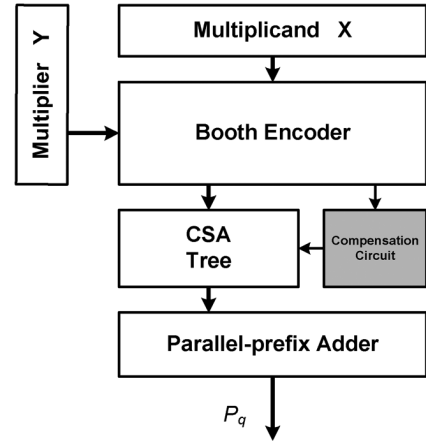 Multiplicand X
Multiplier Y
Booth Encoder
CSA
Tree
Compensation
Circuit
Parallel-prefix Adder
Pq